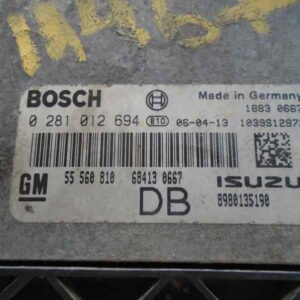 BOSCH
Made in Germany
1883 0667
0 281 012 694 810 06-04-13
GM
55 560 810 68413 0667
DB
ISUZU
8980135190